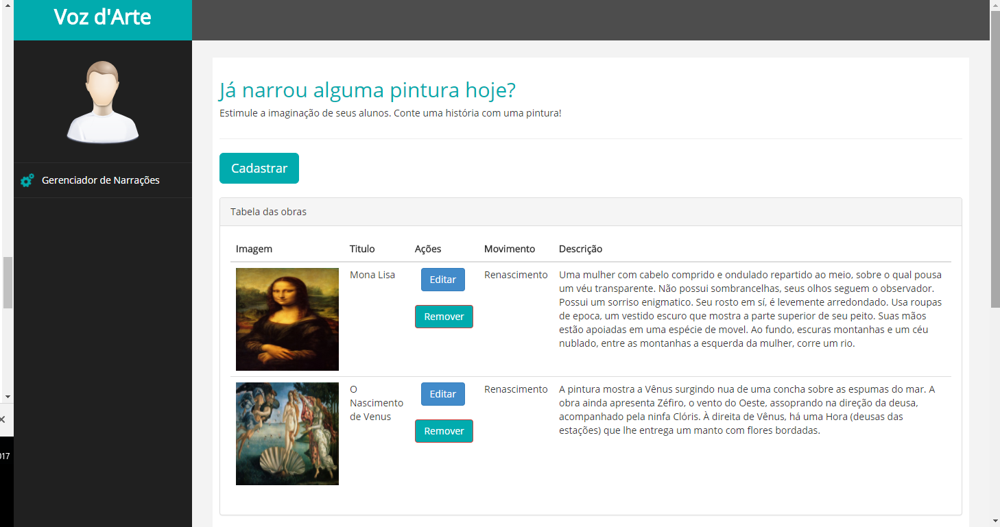 Voz d'Arte
Já narrou alguma pintura hoje?
Estimule a imaginação de seus alunos. Conte uma história com uma pintura!
Gerenciador de Narrações
Cadastrar
Tabela das obras
Imagem Titulo Ações Movimento Descrição
Mona Lisa
Editar
Remover
Renascimento
Uma mulher com cabelo comprido e ondulado repartido ao meio, sobre o qual pousa
um véu transparente. Não possui sombrancelhas, seus olhos seguem o observador.
Possui um sorriso enigmatico. Seu rosto em sí, é levemente arredondado. Usa roupas
de epoca, um vestido escuro que mostra a parte superior de seu peito. Suas mãos
estão apoiadas em uma espécie de movel. Ao fundo, escuras montanhas e um céu
nublado, entre as montanhas a esquerda da mulher, corre um rio.
O
Nascimento
de Venus
Editar
Remover
Renascimento
A pintura mostra a Vênus surgindo nua de uma concha sobre as espumas do mar. A
obra ainda apresenta Zéfiro, o vento do Oeste, assoprando na direção da deusa,
acompanhado pela ninfa Clóris. À direita de Vênus, há uma Hora (deusas das
estações) que lhe entrega um manto com flores bordadas.
017